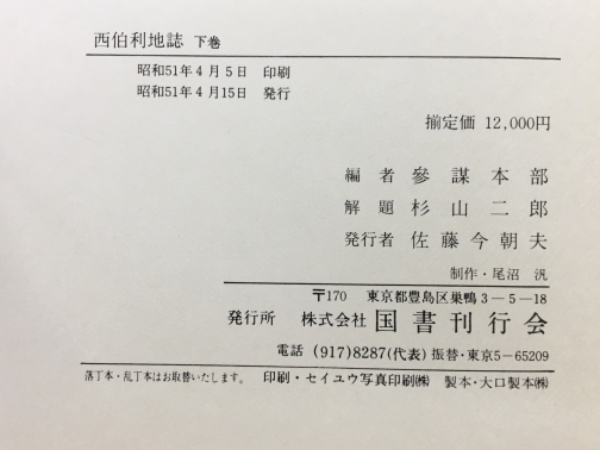 西伯利地誌 下巻
昭和51年4月5日 印刷
昭和51年4月15日 発行
揃定価 12,000円
編者 參謀本部
解題 杉山二郎
発行者 佐藤今朝夫
制作・尾沼 汎
〒170 東京都豊島区巣鴨3-5-18
発行所 株式会社 国書刊行会
電話 (917)8287(代表) 振替・東京5-65209
落丁本・乱丁本はお取替いたします。 印刷・セイユウ写真印刷㈱ 製本・大口製本㈱